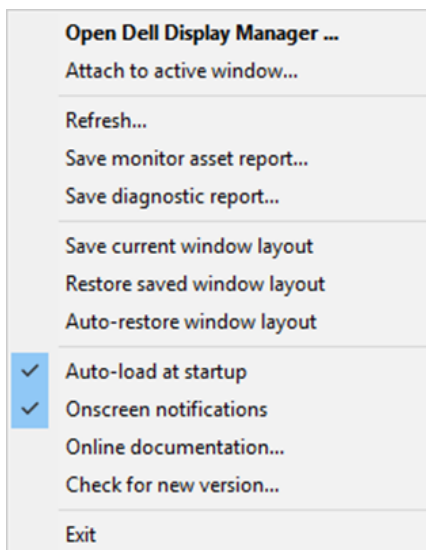 Open Dell Display Manager ...
Attach to active window...
Refresh...
Save monitor asset report...
Save diagnostic report...
Save current window layout
Restore saved window layout
Auto-restore window layout
Auto-load at startup
Onscreen notifications
Online documentation...
Check for new version...
Exit